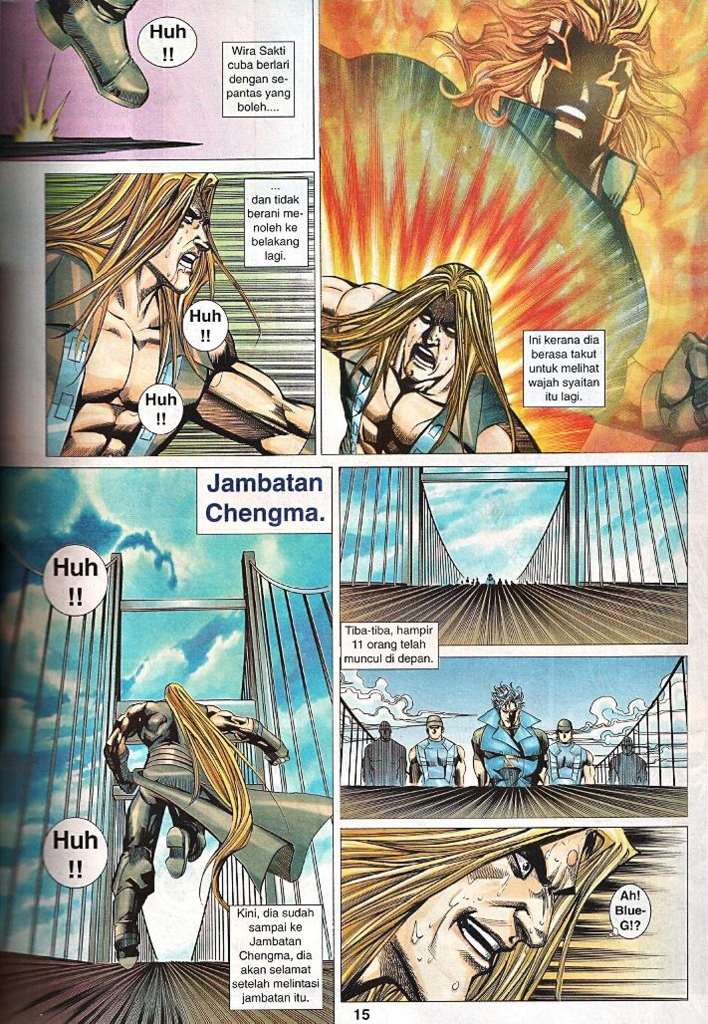 Huh
!!
Wira Sakti
cuba berlari
dengan se-
pantas yang
boleh....
...
dan tidak
berani me-
noleh ke
belakang
lagi.
Huh
!!
Huh
!!
Ini kerana dia
berasa takut
untuk melihat
wajah syaitan
itu lagi.
Jambatan
Chengma.
Huh
!!
Huh
!!
Kini, dia sudah
sampai ke
Jambatan
Chengma, dia
akan selamat
setelah melintasi
jambatan itu.
Tiba-tiba, hampir
11 orang telah
muncul di depan.
Ah!
Blue-
G!?
15